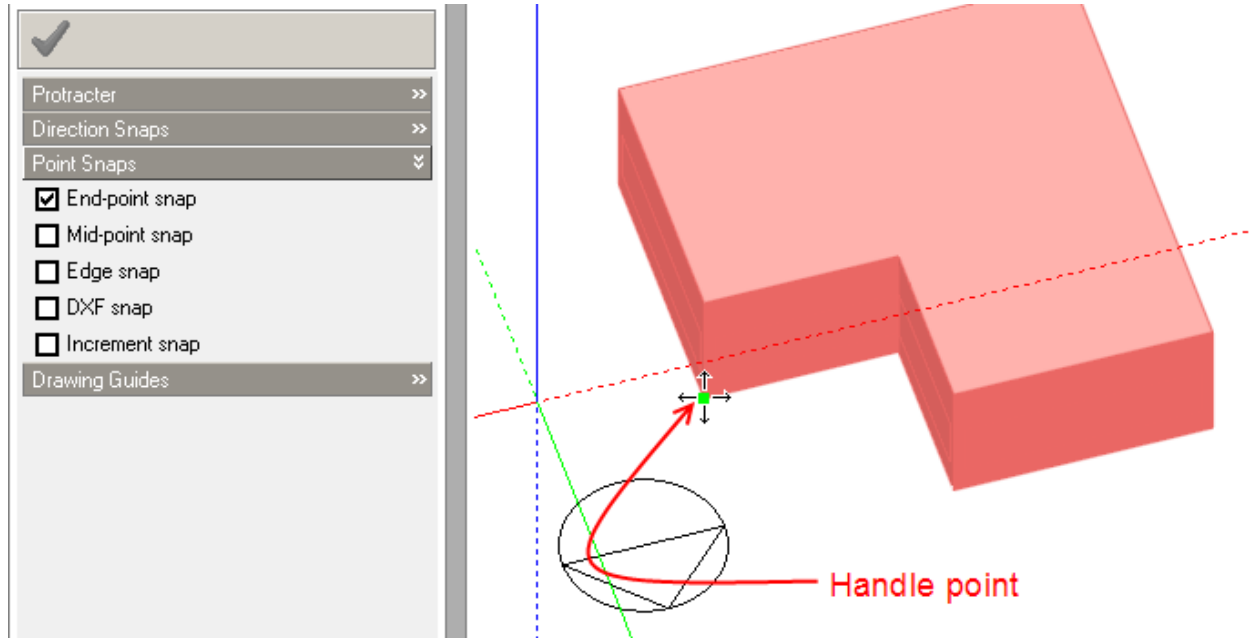 Protracter
Direction Snaps
Point Snaps
End-point snap
Mid-point snap
Edge snap
DXF snap
Increment snap
Drawing Guides
Handle point